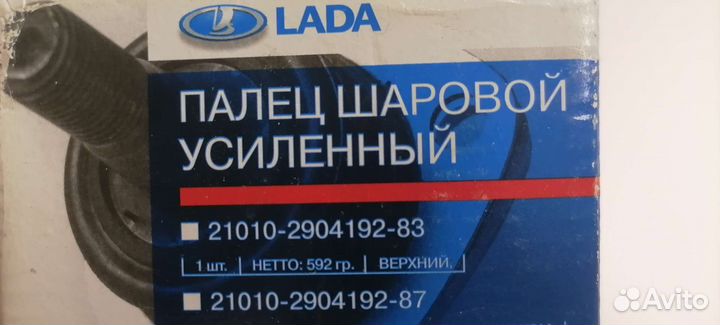 LADA
ПАЛЕЦ ШАРОВОЙ
УСИЛЕННЫЙ
21010-2904192-83
1 шт. | НЕТТО: 592 гр. | ВЕРХНИЙ.
21010-2904192-87
Avito